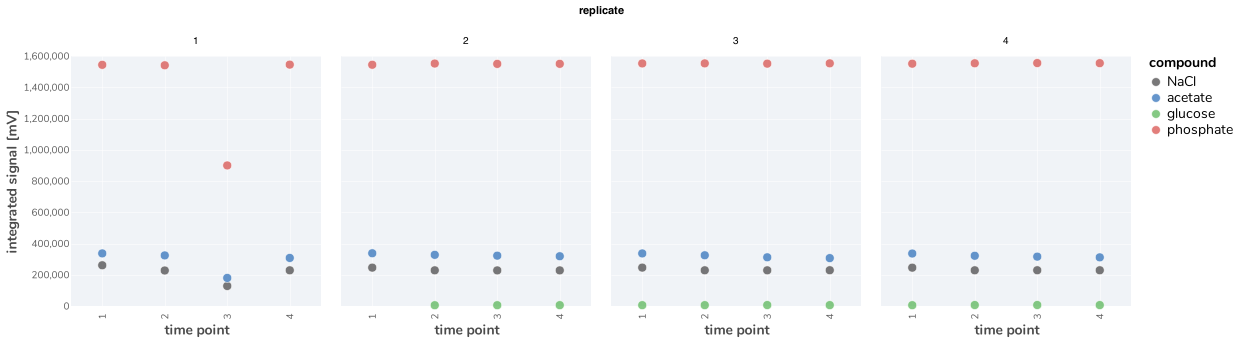 replicate
1
2
3
4
integrated signal [mV]
1,600,000
1,400,000
1,200,000
1,000,000
800,000
600,000
400,000
200,000
0
1 2 3 4
1 2 3 4
1 2 3 4
1 2 3 4
time point
time point
time point
time point
compound
NaCl
acetate
glucose
phosphate